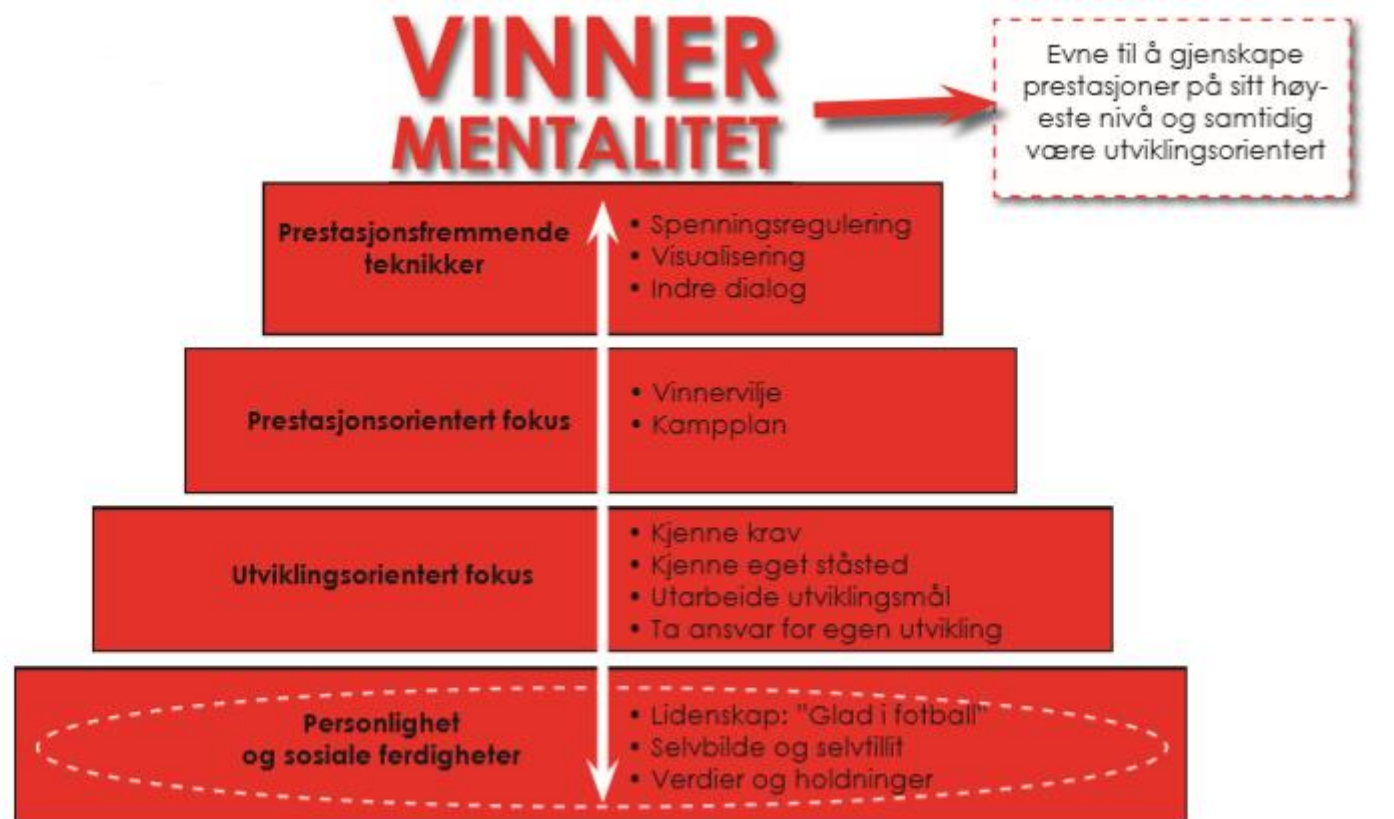 VINNER
MENTALITET
Evne til å gjenskape
prestasjoner på sitt høy-
este nivå og samtidig
være utviklingsorientert
Prestasjonsfremmende
teknikker
• Spenningsregulering
• Visualisering
• Indre dialog
Prestasjonsorientert fokus
• Vinnervilje
• Kampplan
Utviklingsorientert fokus
• Kjenne krav
• Kjenne eget ståsted
• Utarbeide utviklingsmål
• Ta ansvar for egen utvikling
Personlighet
og sosiale ferdigheter
• Lidenskap: "Glad i fotball"
• Selvbilde og selvtillit
• Verdier og holdninger